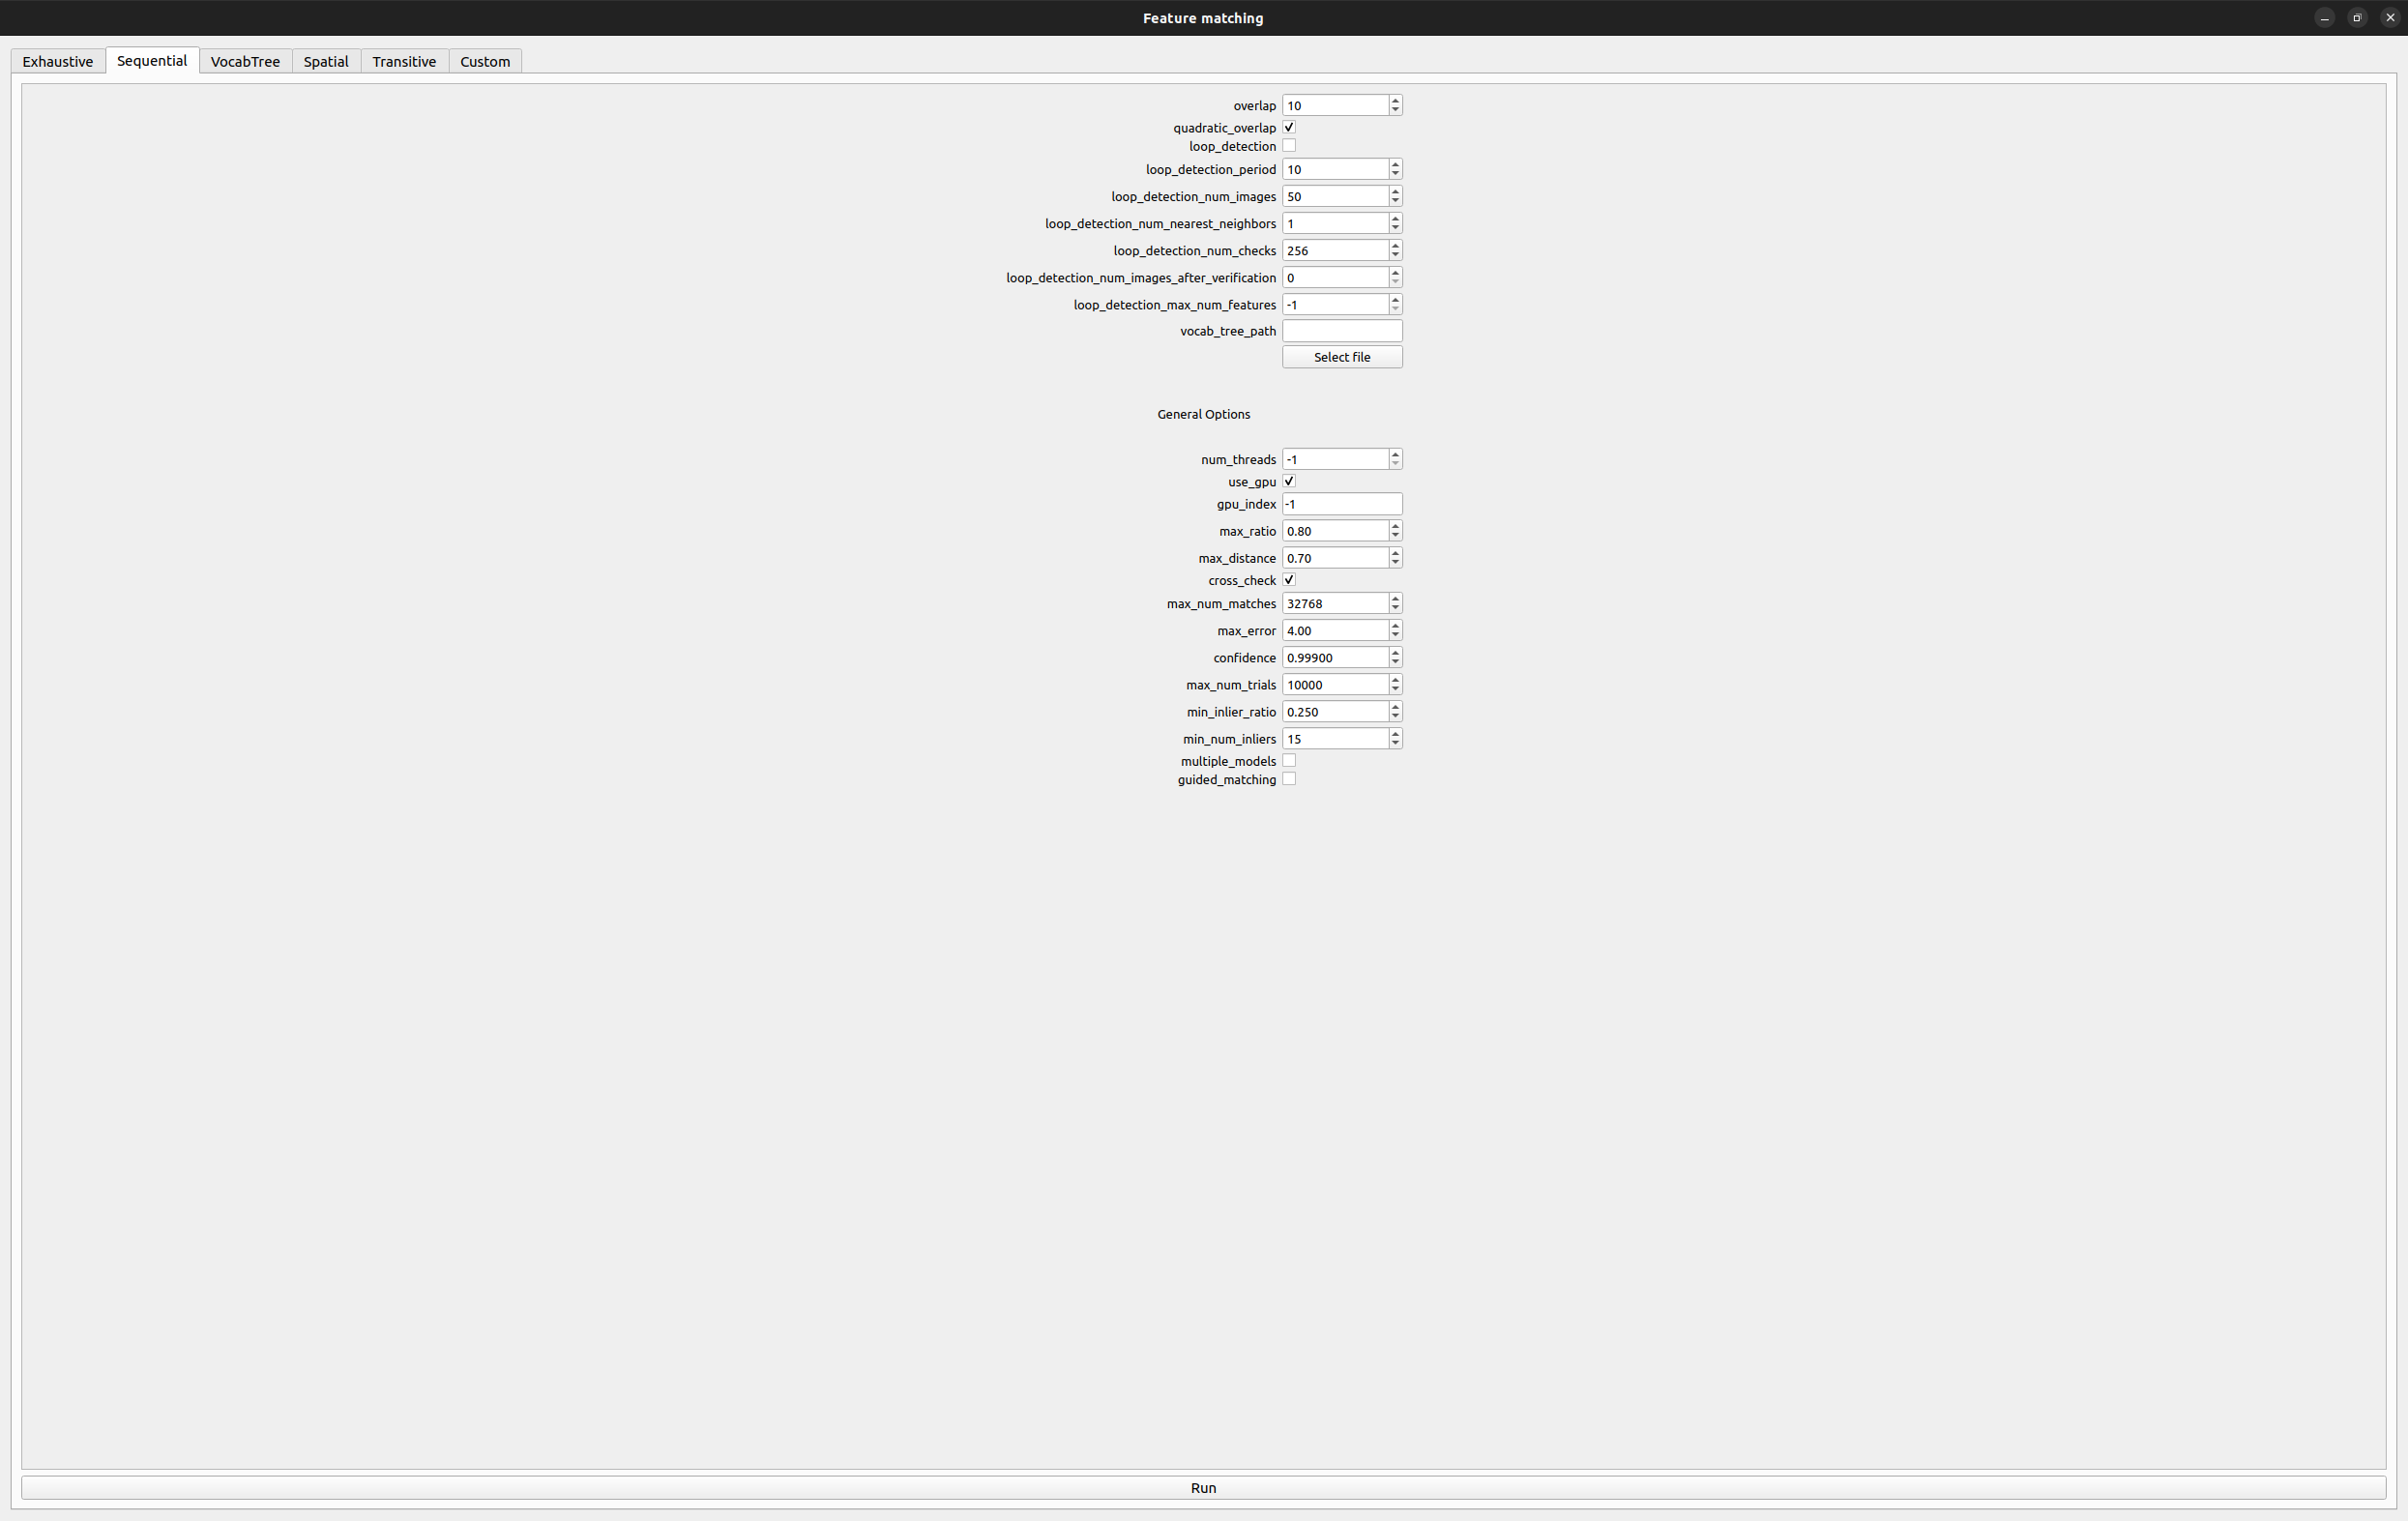 Feature matching
Exhaustive Sequential VocabTree Spatial Transitive Custom
overlap 10
quadratic_overlap
loop_detection
loop_detection_period 10
loop_detection_num_images 50
loop_detection_num_nearest_neighbors 1
loop_detection_num_checks 256
loop_detection_num_images_after_verification 0
loop_detection_max_num_features -1
vocab_tree_path
Select file
General Options
num_threads -1
use_gpu
gpu_index -1
max_ratio 0.80
max_distance 0.70
cross_check
max_num_matches 32768
max_error 4.00
confidence 0.99900
max_num_trials 10000
min_inlier_ratio 0.250
min_num_inliers 15
multiple_models
guided_matching
Run